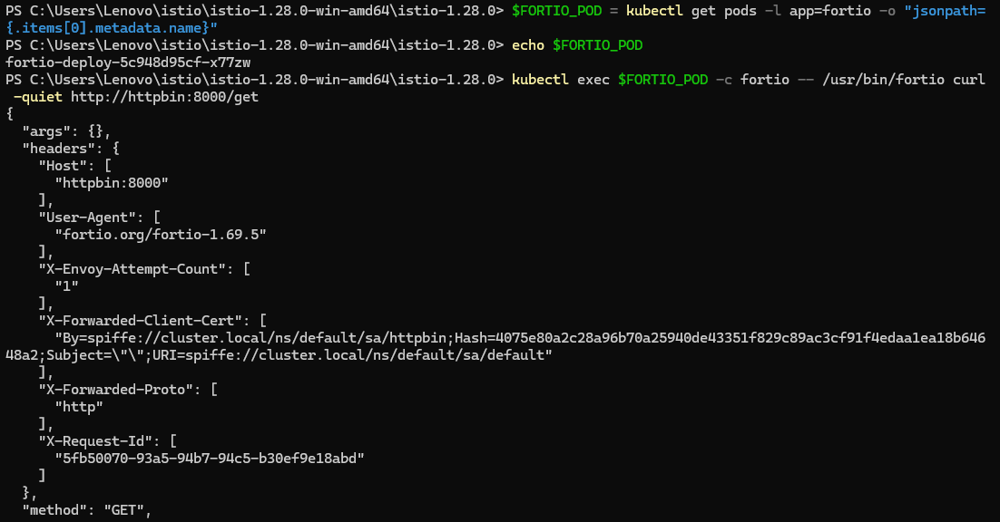 PS C:\Users\Lenovo\istio\istio-1.28.0-win-amd64\istio-1.28.0> $FORTIO_POD = kubectl get pods -l app=fortio -o "jsonpath=
{.items[0].metadata.name}"
PS C:\Users\Lenovo\istio\istio-1.28.0-win-amd64\istio-1.28.0> echo $FORTIO_POD
fortio-deploy-5c948d95cf-x77zw
PS C:\Users\Lenovo\istio\istio-1.28.0-win-amd64\istio-1.28.0> kubectl exec $FORTIO_POD -c fortio -- /usr/bin/fortio curl
 -quiet http://httpbin:8000/get
{
  "args": {},
  "headers": {
    "Host": [
      "httpbin:8000"
    ],
    "User-Agent": [
      "fortio.org/fortio-1.69.5"
    ],
    "X-Envoy-Attempt-Count": [
      "1"
    ],
    "X-Forwarded-Client-Cert": [
      "By=spiffe://cluster.local/ns/default/sa/httpbin;Hash=4075e80a2c28a96b70a25940de43351f829c89ac3cf91f4edaa1ea18b646
48a2;Subject=\"\";URI=spiffe://cluster.local/ns/default/sa/default"
    ],
    "X-Forwarded-Proto": [
      "http"
    ],
    "X-Request-Id": [
      "5fb50070-93a5-94b7-94c5-b30ef9e18abd"
    ]
  },
  "method": "GET",